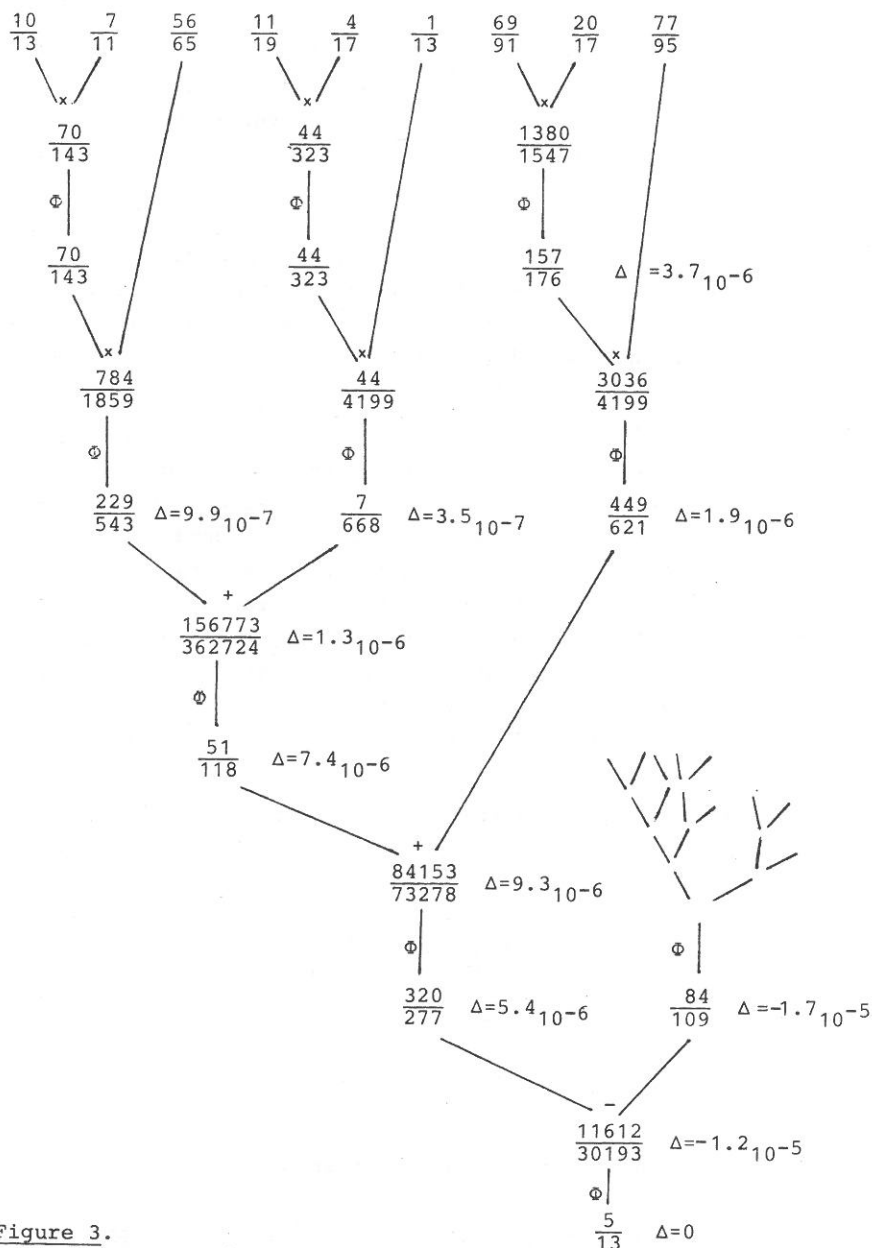 10/13 7/11 56/65 11/19 4/17 1/13 69/91 20/17 77/95
x x x
70/143 44/323 1380/1547
Φ Φ Φ
70/143 44/323 157/176 Δ =3.7₁₀-6
x x x
784/1859 44/4199 3036/4199
Φ Φ Φ
229/543 Δ=9.9₁₀-7 7/668 Δ=3.5₁₀-7 449/621 Δ=1.9₁₀-6
+
156773/362724 Δ=1.3₁₀-6
Φ
51/118 Δ=7.4₁₀-6
+
84153/73278 Δ=9.3₁₀-6
Φ Φ
320/277 Δ=5.4₁₀-6 84/109 Δ=-1.7₁₀-5
-
11612/30193 Δ=-1.2₁₀-5
Φ
5/13 Δ=0
Figure 3.